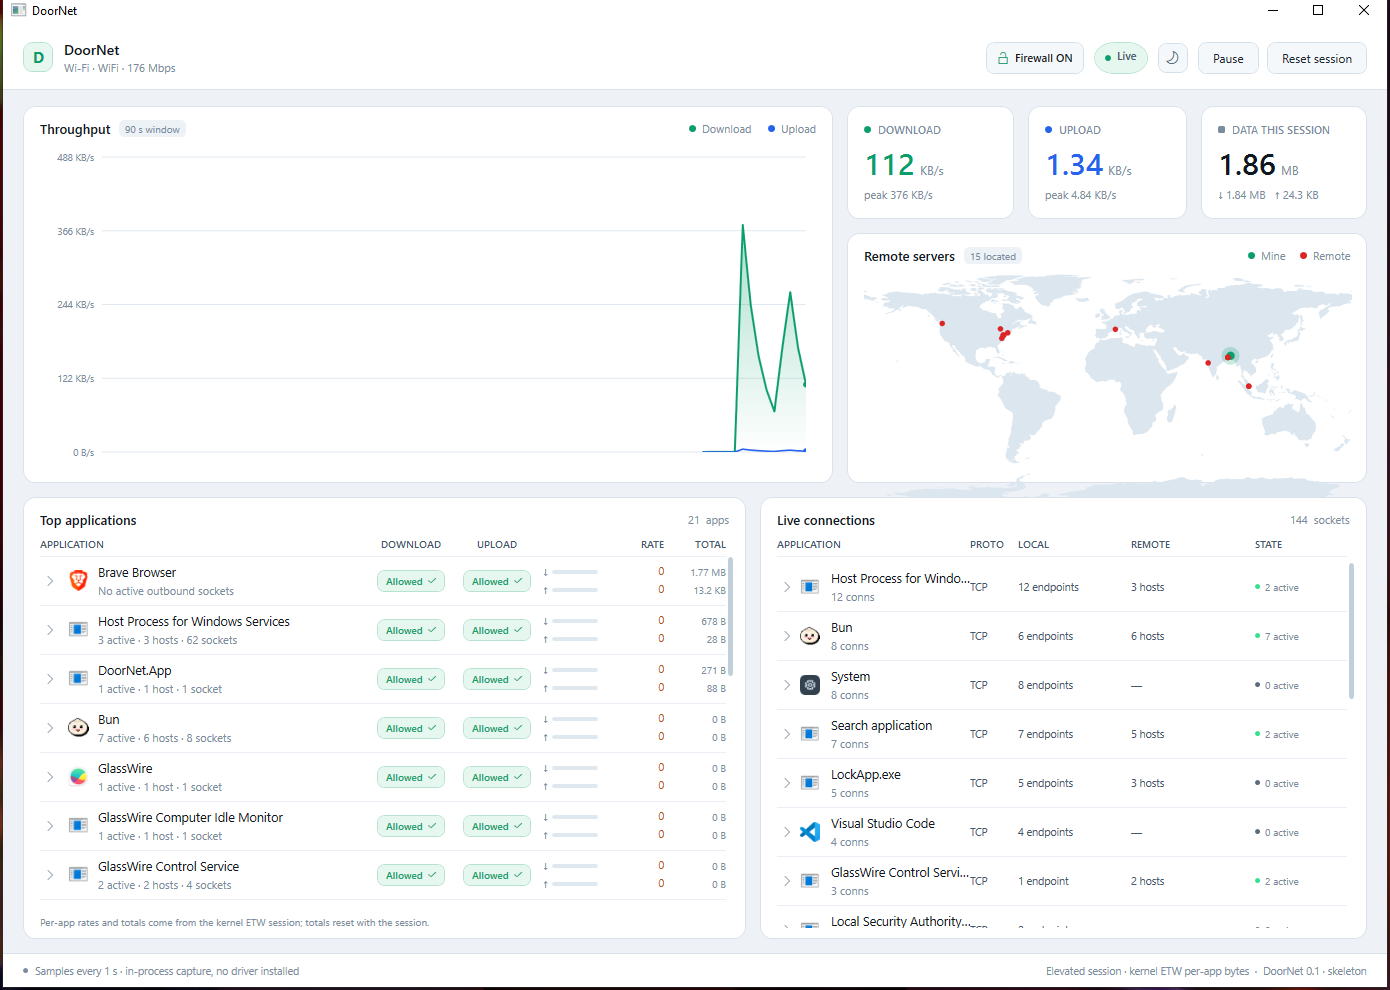 DoorNet
D
DoorNet
Wi-Fi · WiFi · 176 Mbps
Firewall ON
Live
Pause
Reset session
Throughput
90 s window
Download
Upload
488 KB/s
366 KB/s
244 KB/s
122 KB/s
0 B/s
DOWNLOAD
112 KB/s
peak 376 KB/s
UPLOAD
1.34 KB/s
peak 4.84 KB/s
DATA THIS SESSION
1.86 MB
↓ 1.84 MB ↑ 24.3 KB
Remote servers
15 located
Mine
Remote
Top applications
21 apps
APPLICATION DOWNLOAD UPLOAD RATE TOTAL
Brave Browser
No active outbound sockets
Allowed ✓ Allowed ✓
↓ 0 1.77 MB
↑ 0 13.2 KB
Host Process for Windows Services
3 active · 3 hosts · 62 sockets
Allowed ✓ Allowed ✓
↓ 0 678 B
↑ 0 28 B
DoorNet.App
1 active · 1 host · 1 socket
Allowed ✓ Allowed ✓
↓ 0 271 B
↑ 0 88 B
Bun
7 active · 6 hosts · 8 sockets
Allowed ✓ Allowed ✓
↓ 0 0 B
↑ 0 0 B
GlassWire
1 active · 1 host · 1 socket
Allowed ✓ Allowed ✓
↓ 0 0 B
↑ 0 0 B
GlassWire Computer Idle Monitor
1 active · 1 host · 1 socket
Allowed ✓ Allowed ✓
↓ 0 0 B
↑ 0 0 B
GlassWire Control Service
2 active · 2 hosts · 4 sockets
Allowed ✓ Allowed ✓
↓ 0 0 B
↑ 0 0 B
Per-app rates and totals come from the kernel ETW session; totals reset with the session.
Live connections
144 sockets
APPLICATION PROTO LOCAL REMOTE STATE
Host Process for Windo... TCP 12 endpoints 3 hosts 2 active
12 conns
Bun TCP 6 endpoints 6 hosts 7 active
8 conns
System TCP 8 endpoints — 0 active
8 conns
Search application TCP 7 endpoints 5 hosts 2 active
7 conns
LockApp.exe TCP 5 endpoints 3 hosts 0 active
5 conns
Visual Studio Code TCP 4 endpoints — 0 active
4 conns
GlassWire Control Servi... TCP 1 endpoint 2 hosts 2 active
3 conns
Local Security Authority...
Samples every 1 s · in-process capture, no driver installed
Elevated session · kernel ETW per-app bytes · DoorNet 0.1 · skeleton